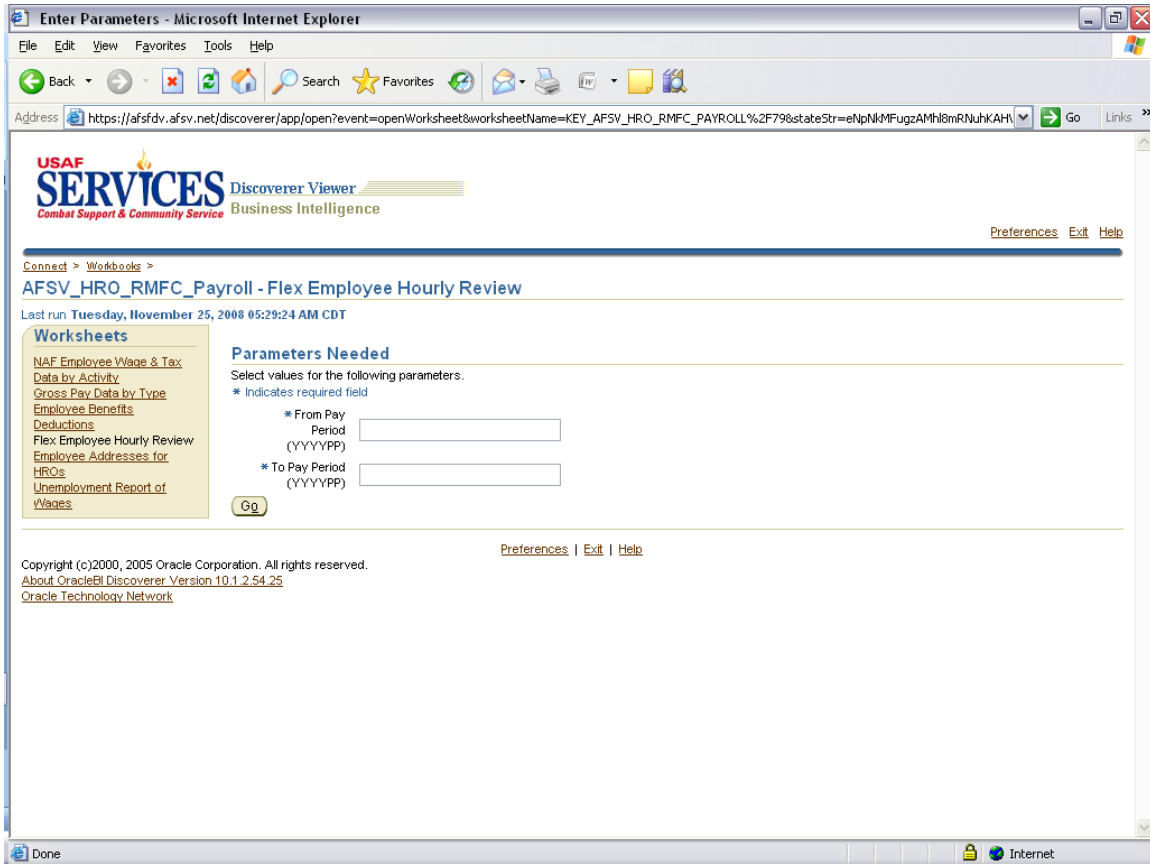 Enter Parameters - Microsoft Internet Explorer
File Edit View Favorites Tools Help
Back Search Favorites
Address https://afsfdv.afsv.net/discoverer/app/open?event=openWorksheet&worksheetName=KEY_AFSV_HRO_RMFC_PAYROLL%2F79&stateStr=eNpNkMFugzAMhl8mRNuhKAH\ Go Links »
USAF
SERVICES
Combat Support & Community Service
Discoverer Viewer
Business Intelligence
Preferences Exit Help
Connect > Workbooks >
AFSV_HRO_RMFC_Payroll - Flex Employee Hourly Review
Last run Tuesday, November 25, 2008 05:29:24 AM CDT
Worksheets
NAF Employee Wage & Tax
Data by Activity
Gross Pay Data by Type
Employee Benefits
Deductions
Flex Employee Hourly Review
Employee Addresses for
HROs
Unemployment Report of
Wages
Parameters Needed
Select values for the following parameters.
* Indicates required field
* From Pay
Period
(YYYYPP)
* To Pay Period
(YYYYPP)
Go
Preferences | Exit | Help
Copyright (c)2000, 2005 Oracle Corporation. All rights reserved.
About OracleBI Discoverer Version 10.1.2.54.25
Oracle Technology Network
Done Internet